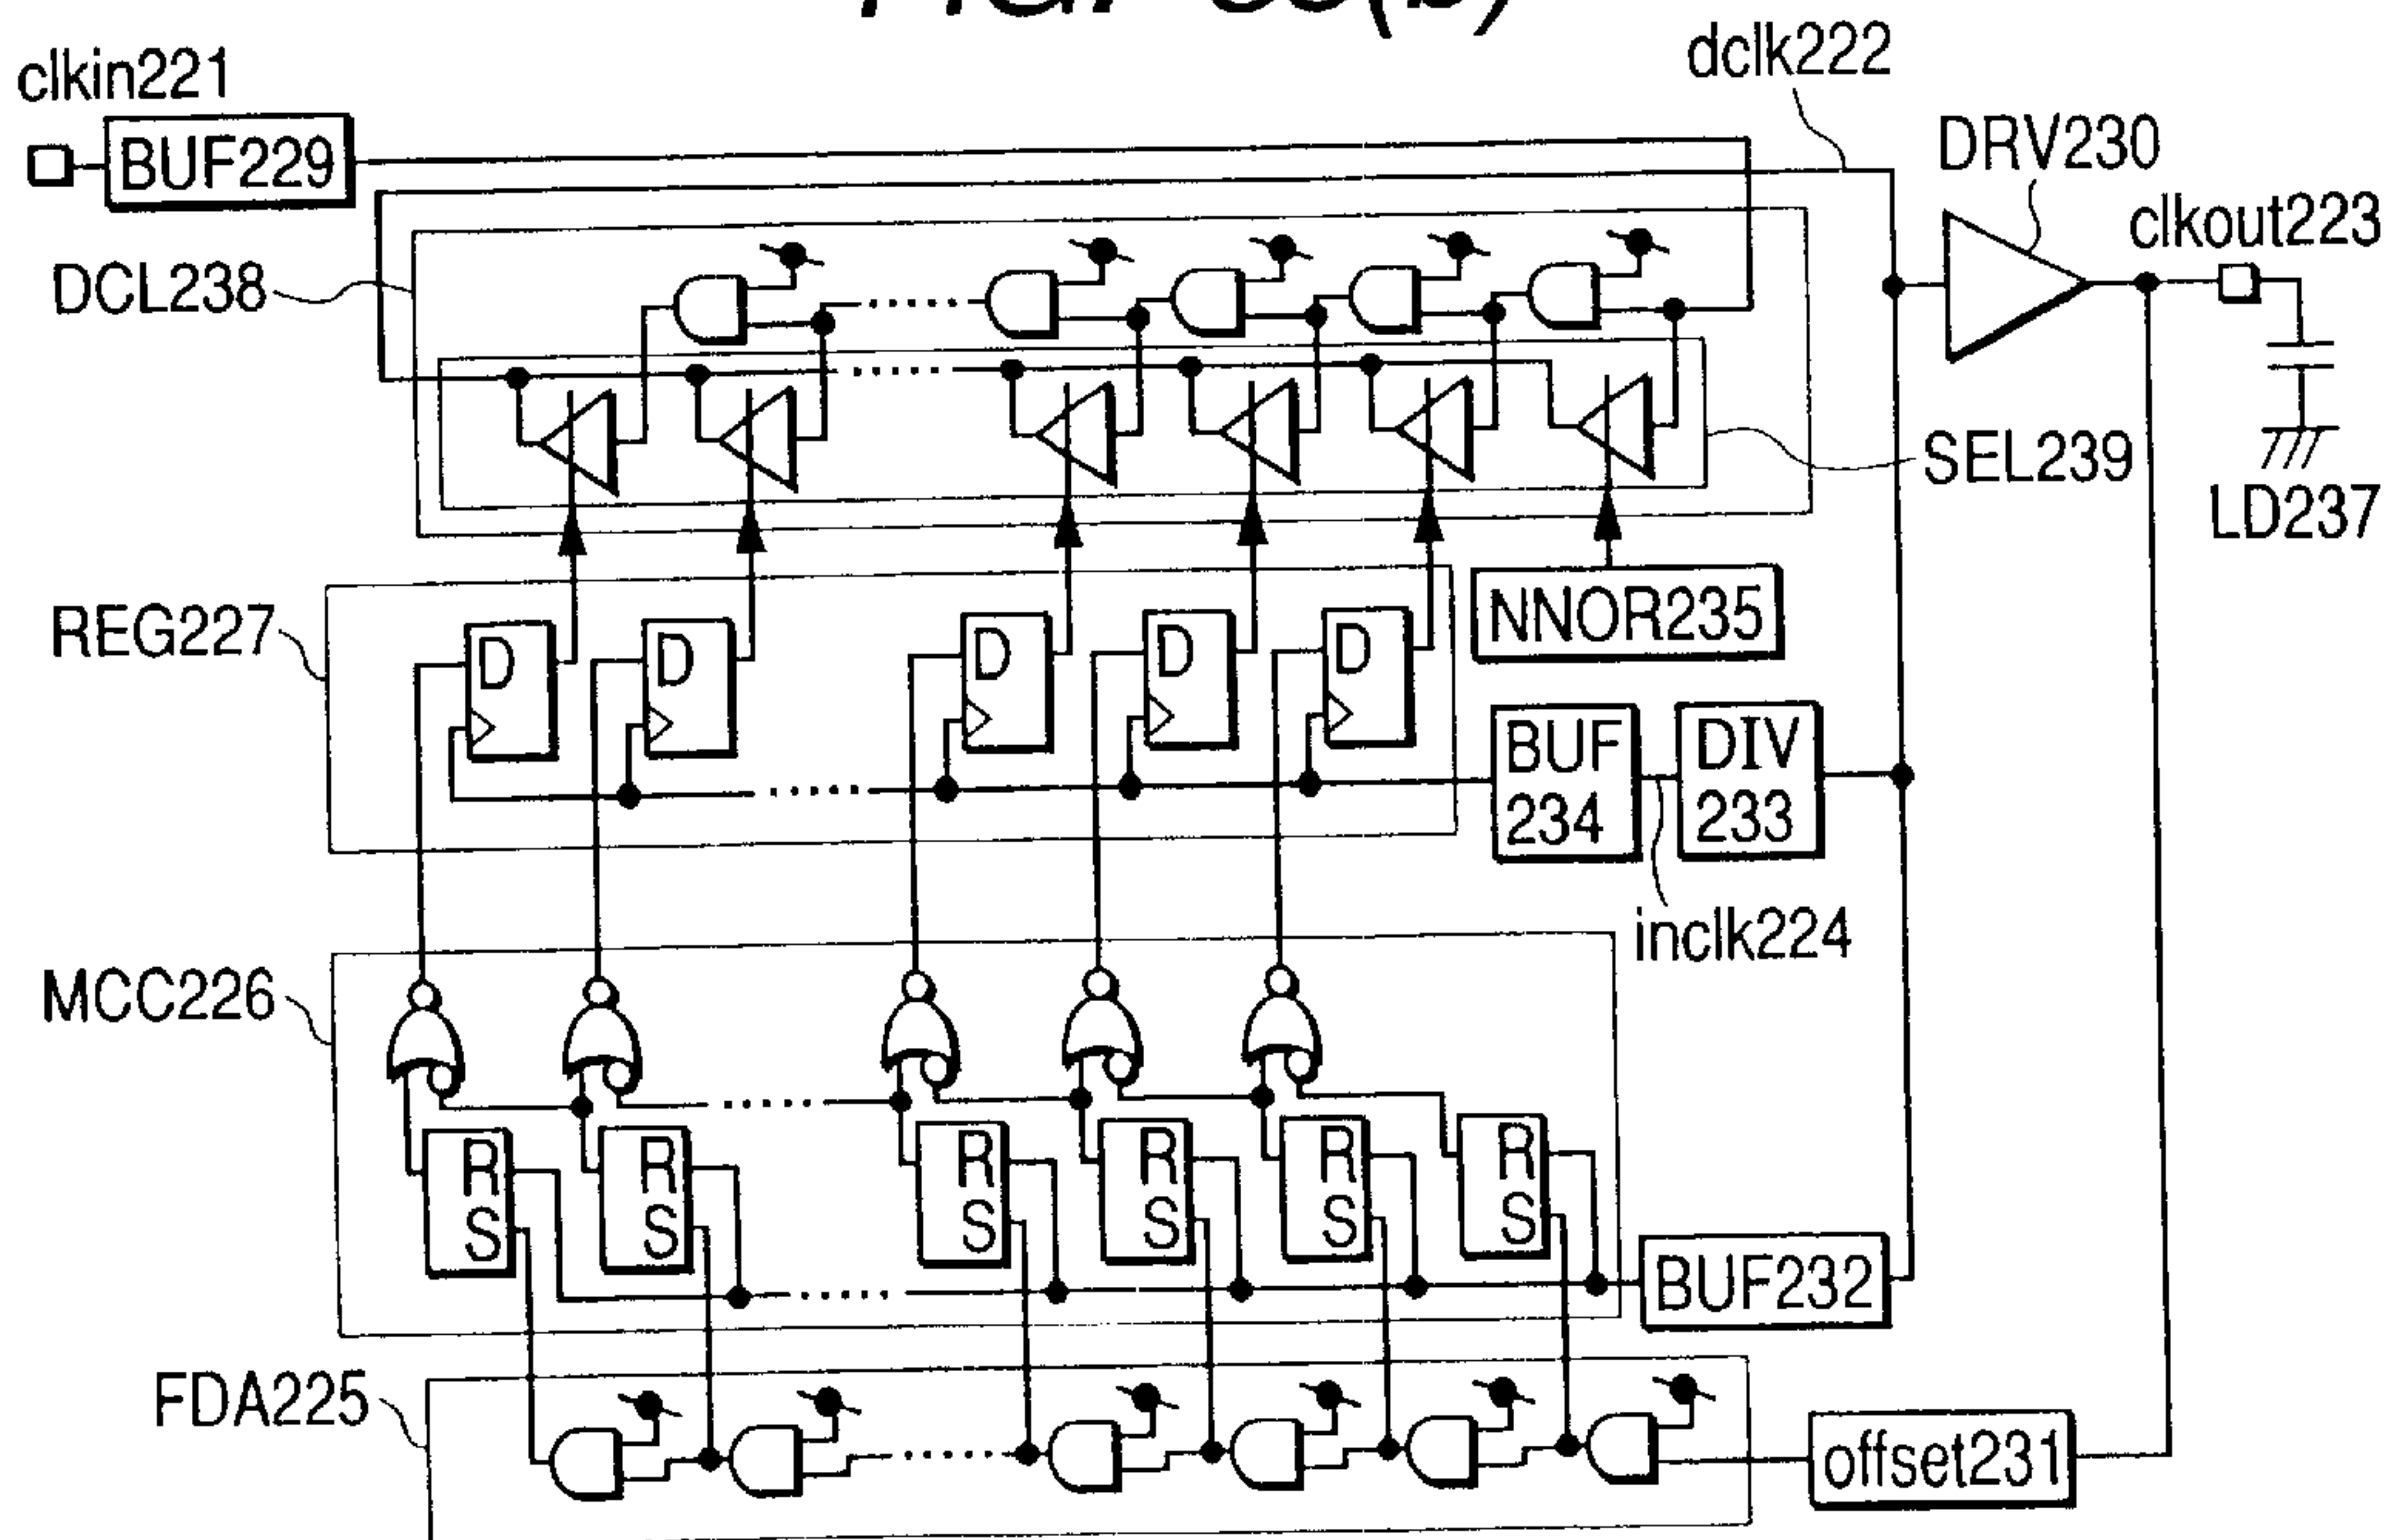 clkin221
dclk222
BUF229
DRV230
clkout223
DCL238
SEL239
LD237
REG227
D
D
D
D
D
NNOR235
BUF
234
DIV
233
inclk224
MCC226
R
S
R
S
R
S
R
S
R
S
R
S
BUF232
FDA225
offset231